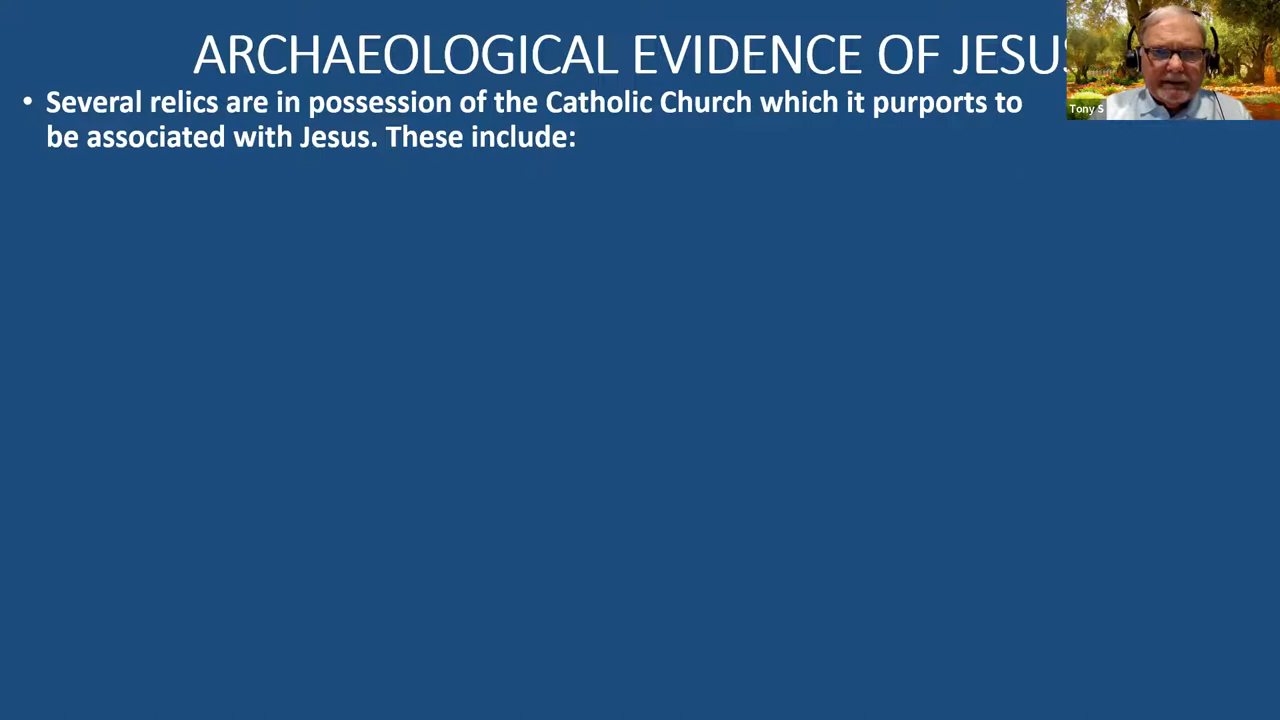 ARCHAEOLOGICAL EVIDENCE OF JESUS
• Several relics are in possession of the Catholic Church which it purports to
be associated with Jesus. These include:
Tony S